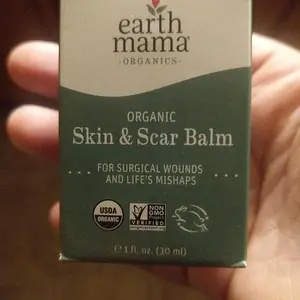 earth
mama®
·ORGANICS·
ORGANIC
Skin & Scar Balm
FOR SURGICAL WOUNDS
AND LIFE'S MISHAPS
USDA
ORGANIC
NON
GMO
Project
VERIFIED
℮ 1 fl. oz. (30 ml)